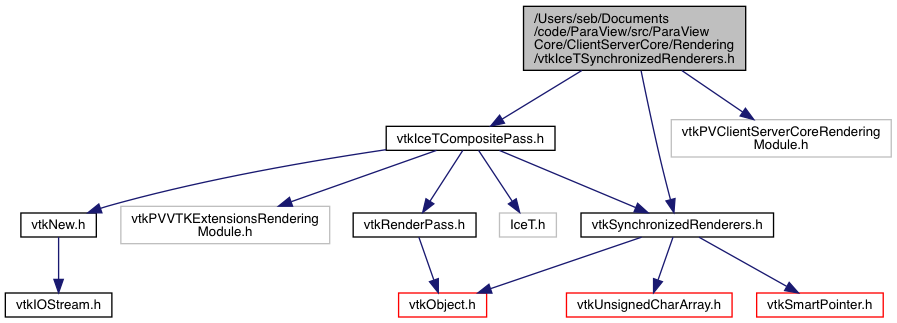 /Users/seb/Documents
/code/ParaView/src/ParaView
Core/ClientServerCore/Rendering
/vtkIceTSynchronizedRenderers.h
vtkIceTCompositePass.h
vtkPVClientServerCoreRendering
Module.h
vtkNew.h
vtkPVVTKExtensionsRendering
Module.h
vtkRenderPass.h
IceT.h
vtkSynchronizedRenderers.h
vtkIOStream.h
vtkObject.h
vtkUnsignedCharArray.h
vtkSmartPointer.h